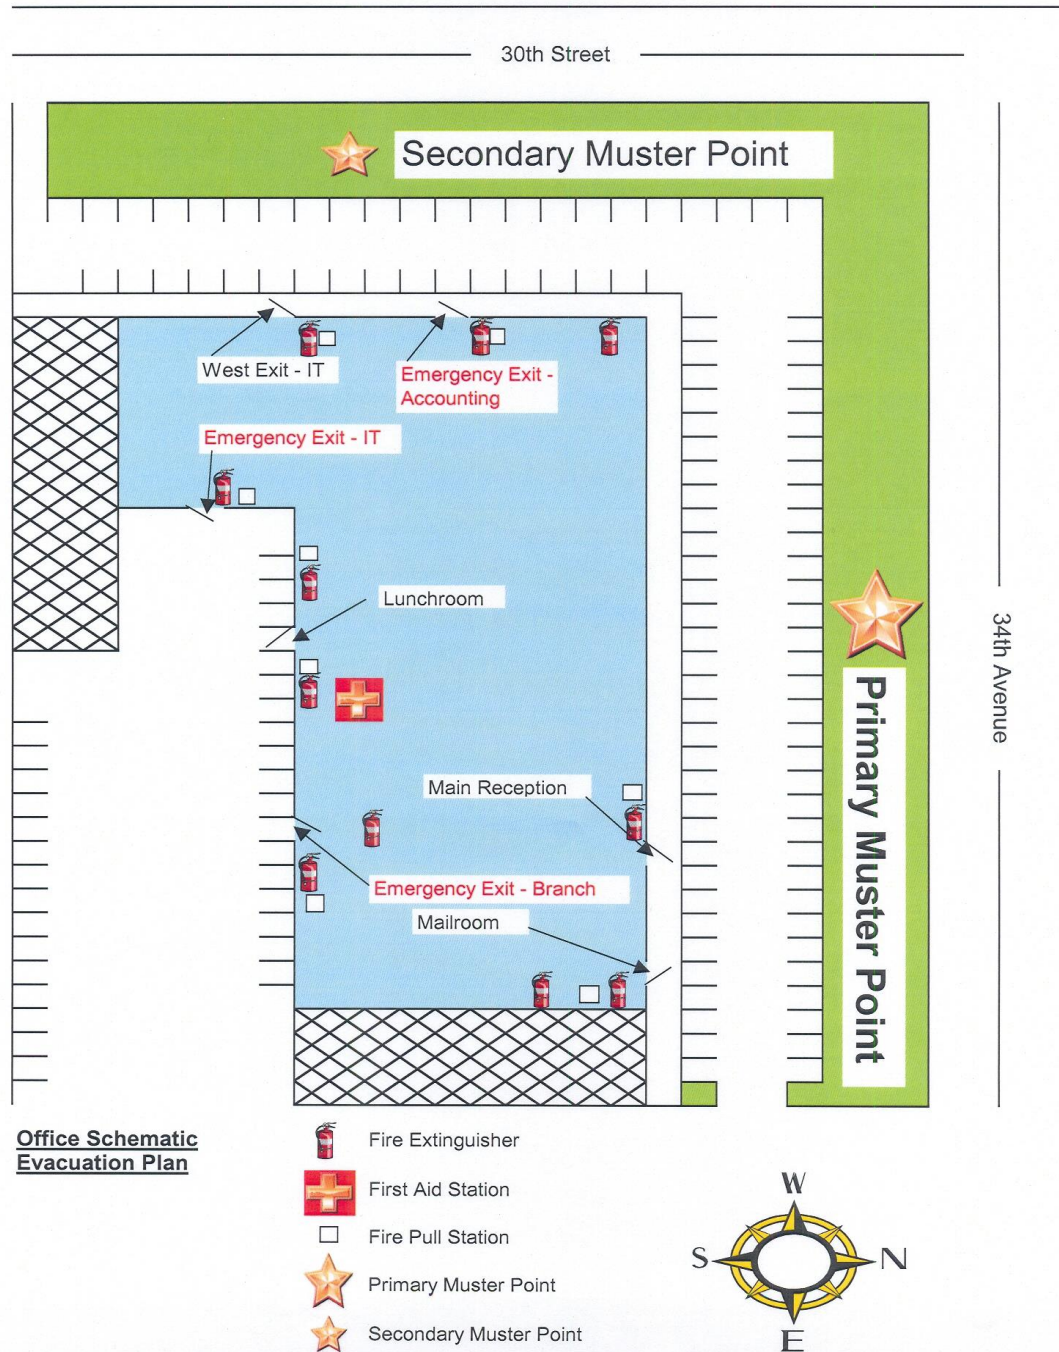 30th Street
Secondary Muster Point
West Exit - IT
Emergency Exit -
Accounting
Emergency Exit - IT
Lunchroom
34th Avenue
Primary Muster Point
Main Reception
Emergency Exit - Branch
Mailroom
Office Schematic
Evacuation Plan
Fire Extinguisher
First Aid Station
Fire Pull Station
Primary Muster Point
Secondary Muster Point
W
S
N
E